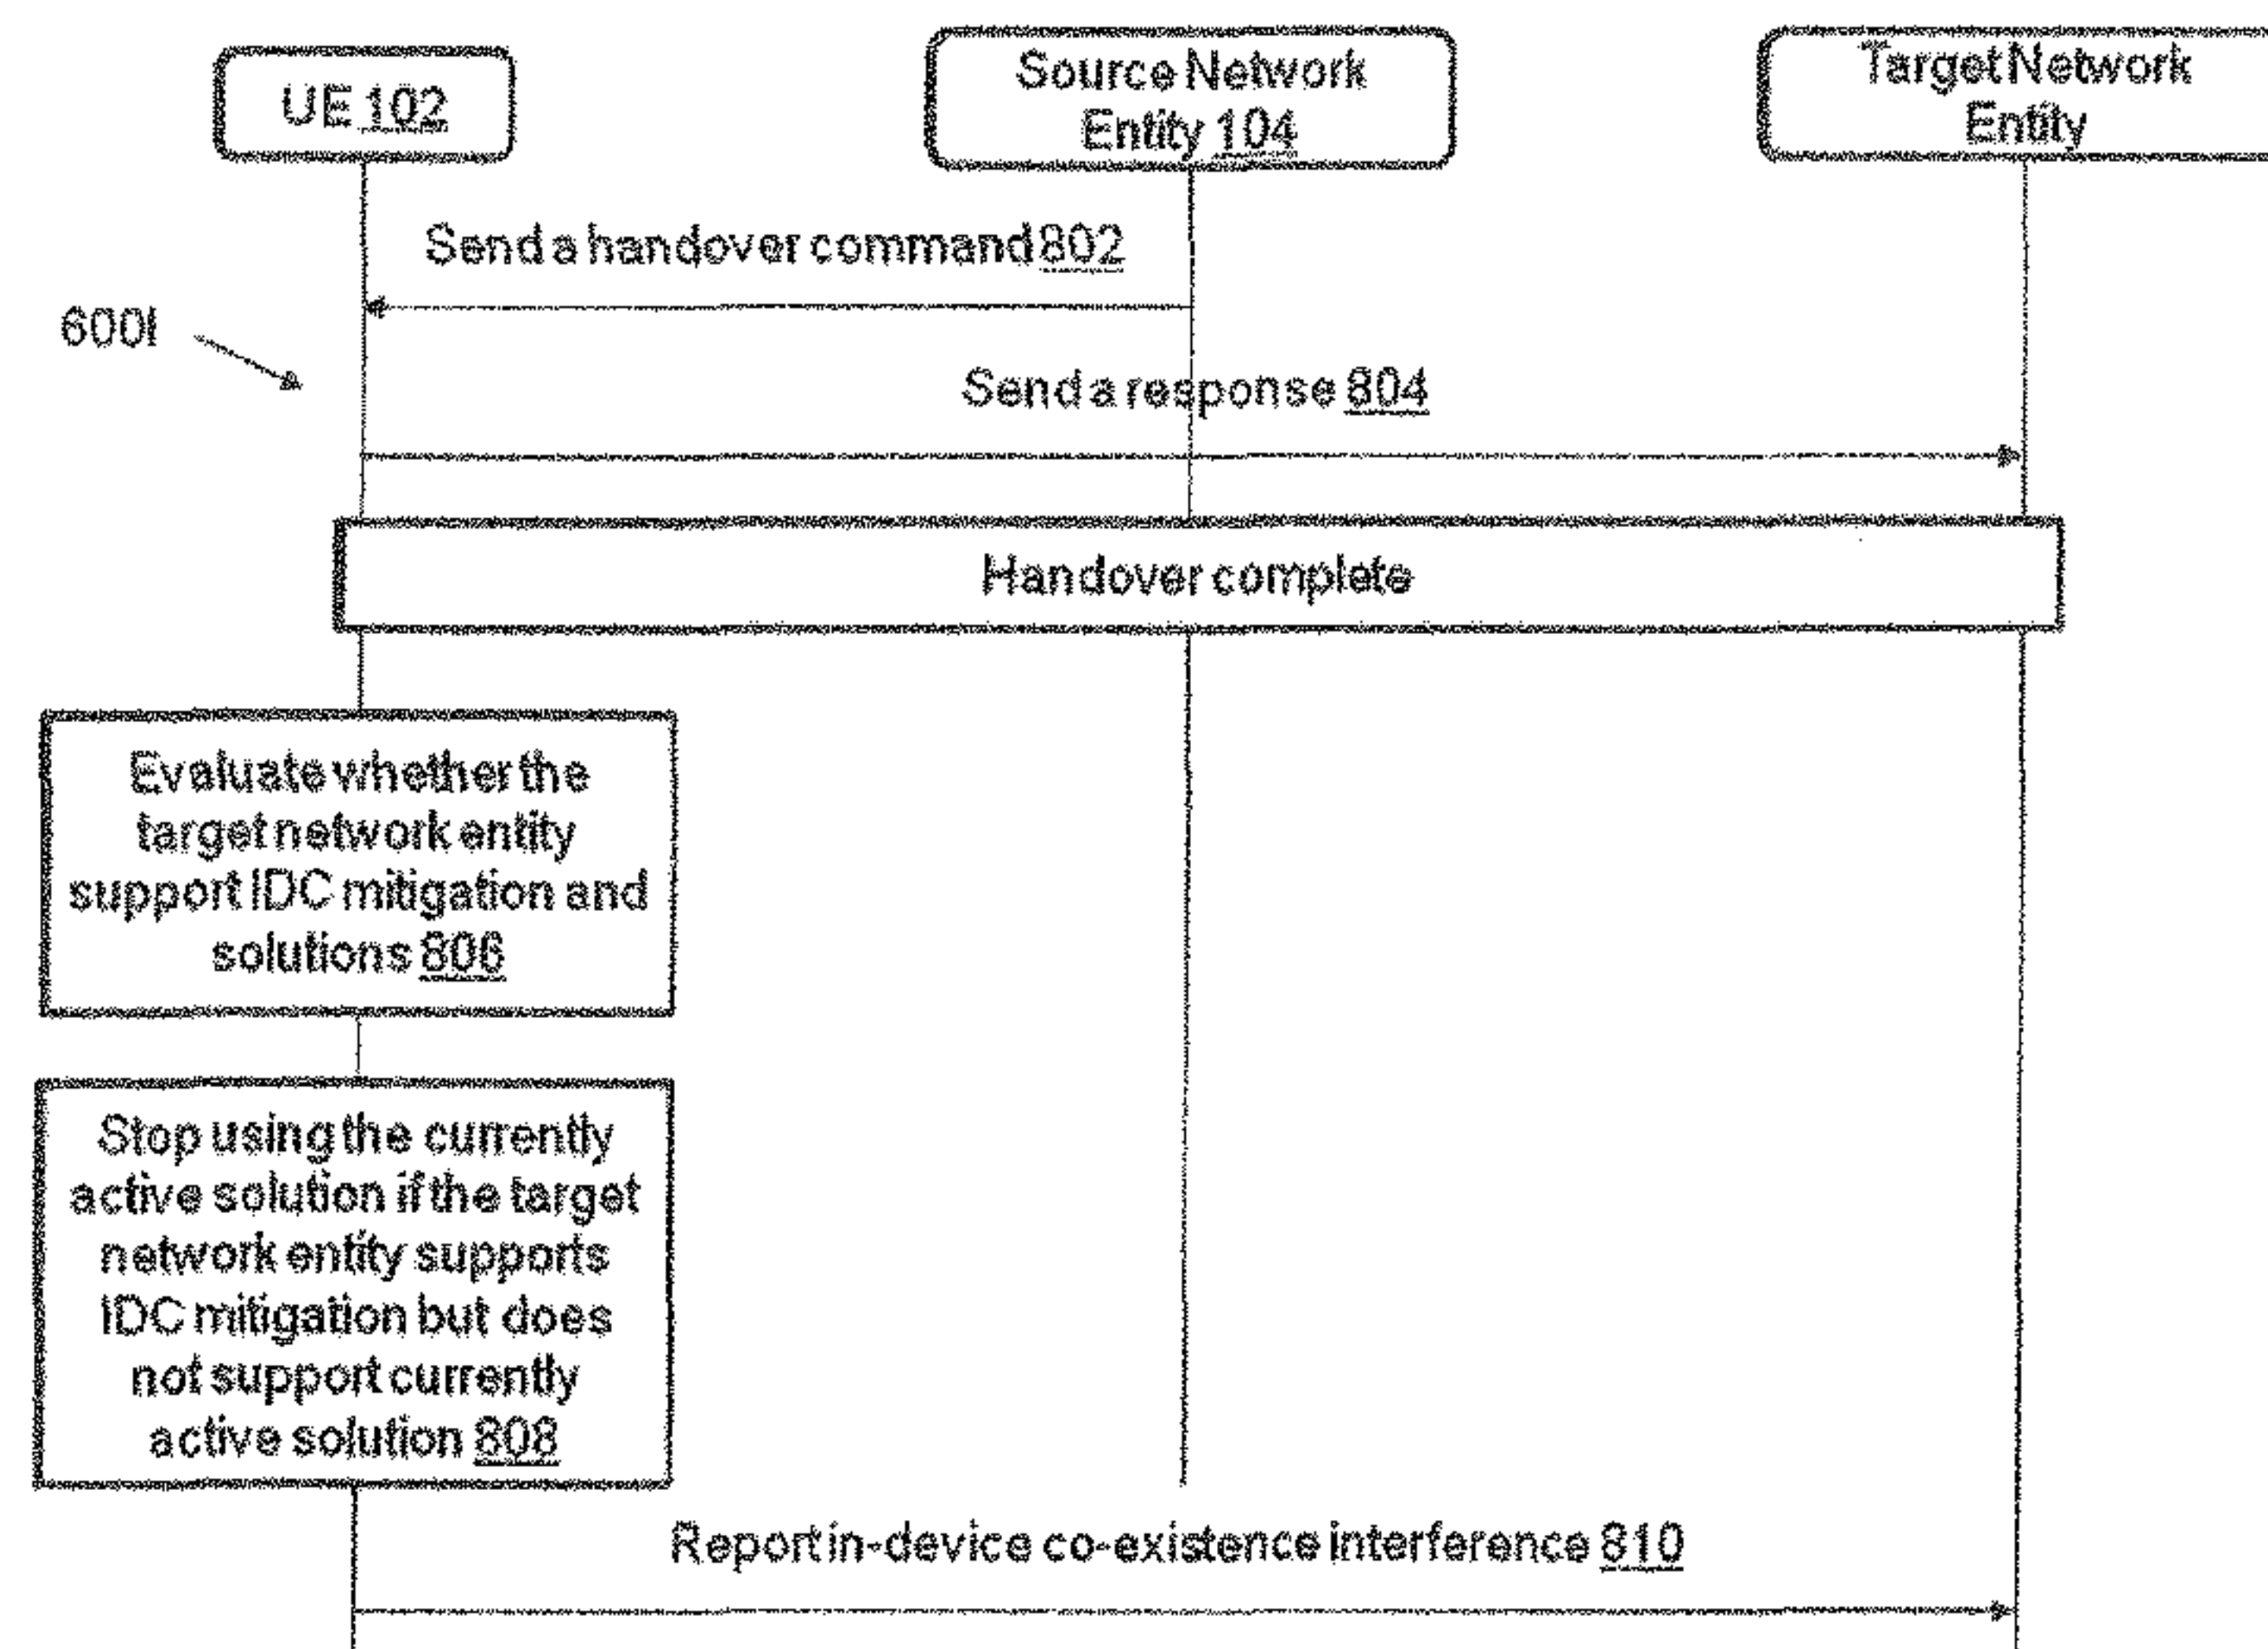 UE 102
Source Network
Entity 104
Target Network
Entity
Send a handover command 802
600I
Send a response 804
Handover complete
Evaluate whether the
target network entity
support IDC mitigation and
solutions 806
Stop using the currently
active solution if the target
network entity supports
IDC mitigation but does
not support currently
active solution 808
Report in-device co-existence interference 810